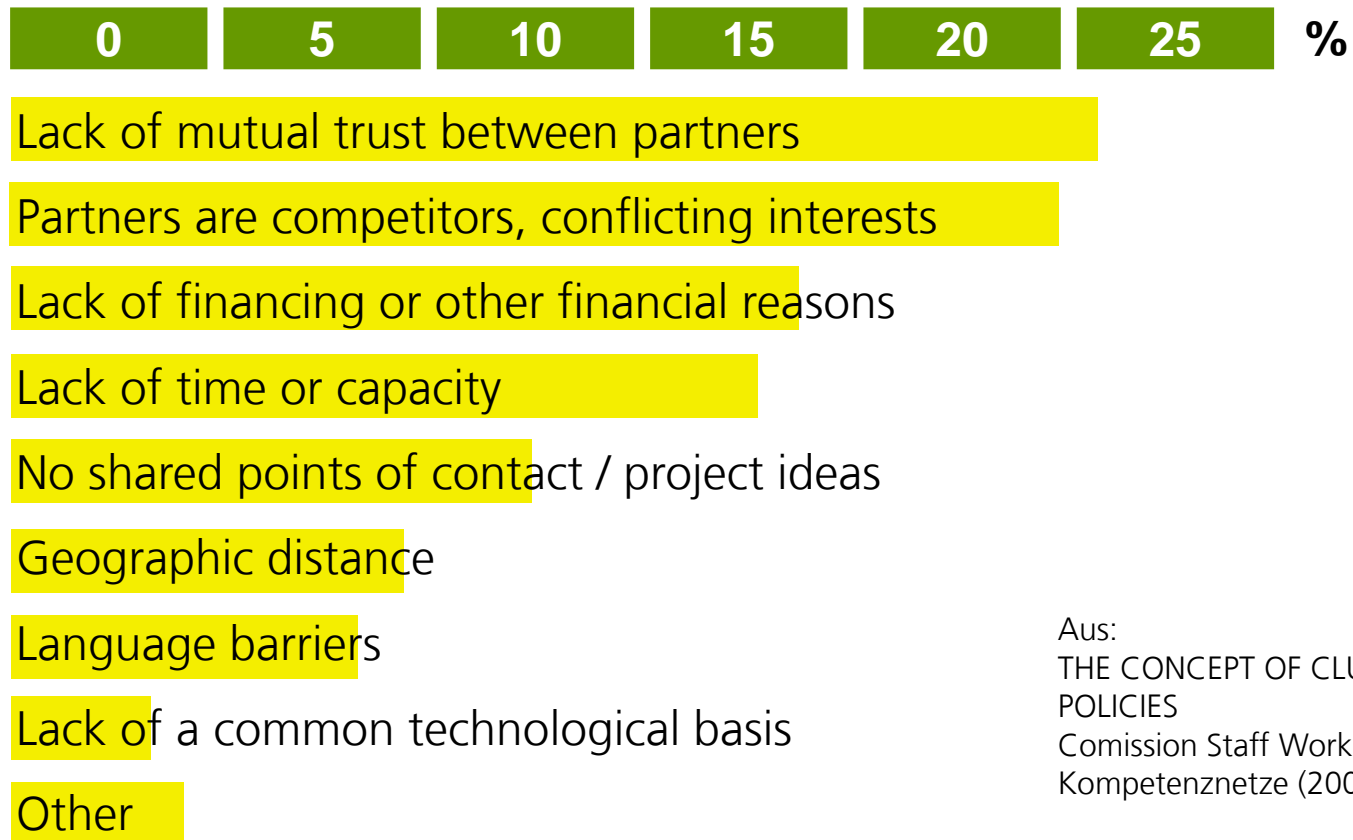 0 5 10 15 20 25 %
Lack of mutual trust between partners
Partners are competitors, conflicting interests
Lack of financing or other financial reasons
Lack of time or capacity
No shared points of contact / project ideas
Geographic distance
Language barriers
Lack of a common technological basis
Other
Aus:
THE CONCEPT OF CLU
POLICIES
Comission Staff Work
Kompetenznetze (200